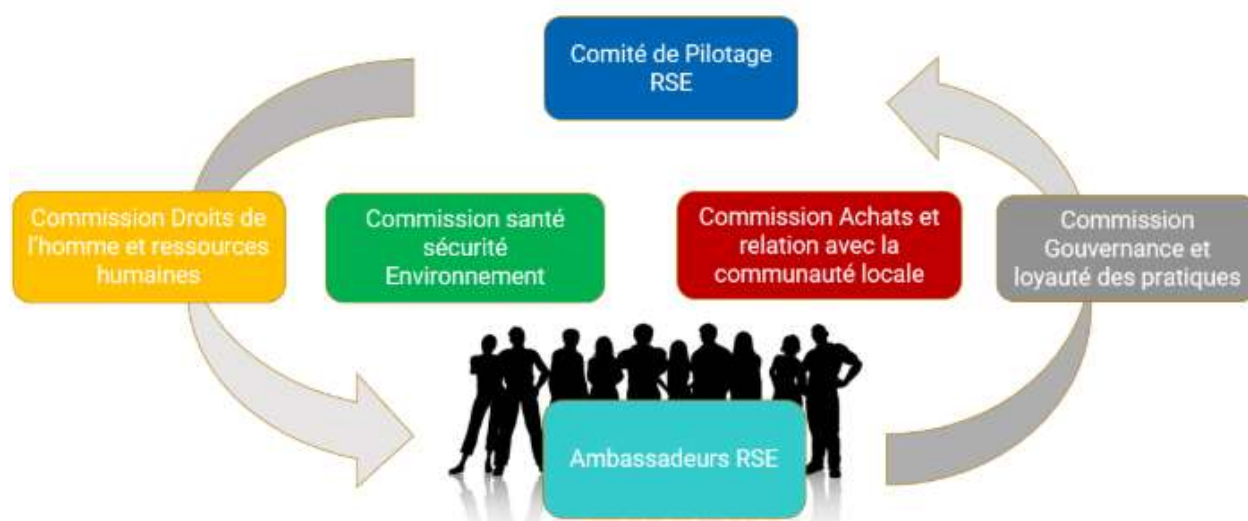 Comité de Pilotage
RSE
Commission Droits de
l'homme et ressources
humaines
Commission santé
sécurité
Environnement
Commission Achats et
relation avec la
communauté locale
Commission
Gouvernance et
loyauté des pratiques
Ambassadeurs RSE